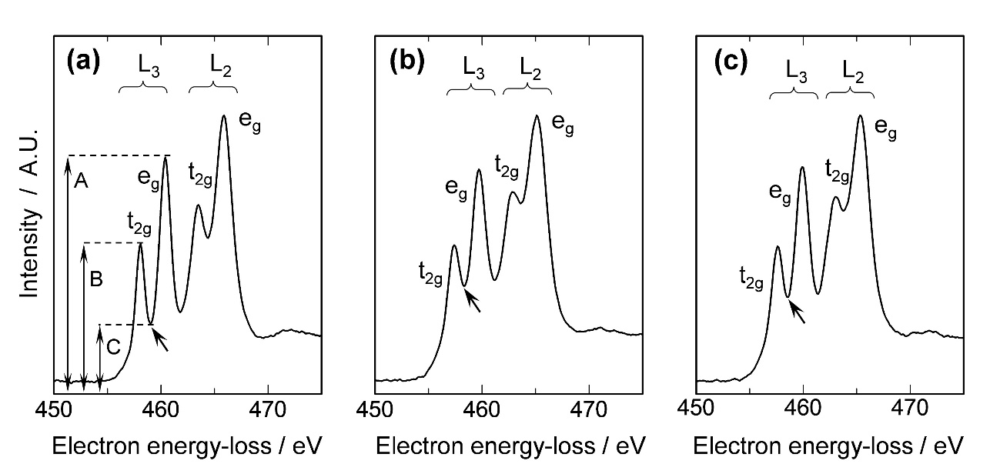 (a)
L3
L2
eg
t2g
eg
t2g
A
B
C
Intensity / A.U.
450
460
470
Electron energy-loss / eV
(b)
L3
L2
eg
t2g
eg
t2g
450
460
470
Electron energy-loss / eV
(c)
L3
L2
eg
t2g
eg
t2g
450
460
470
Electron energy-loss / eV